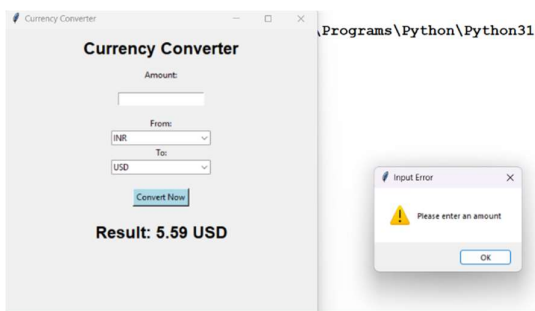 Currency Converter
\Programs\Python\Python31
Currency Converter
Amount:
From:
INR
To:
USD
Convert Now
Result: 5.59 USD
Input Error
Please enter an amount
OK